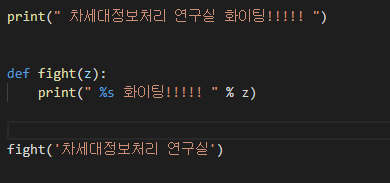 print(" 차세대정보처리 연구실 화이팅!!!!! ")
def fight(z):
    print(" %s 화이팅!!!!! " % z)
fight('차세대정보처리 연구실')